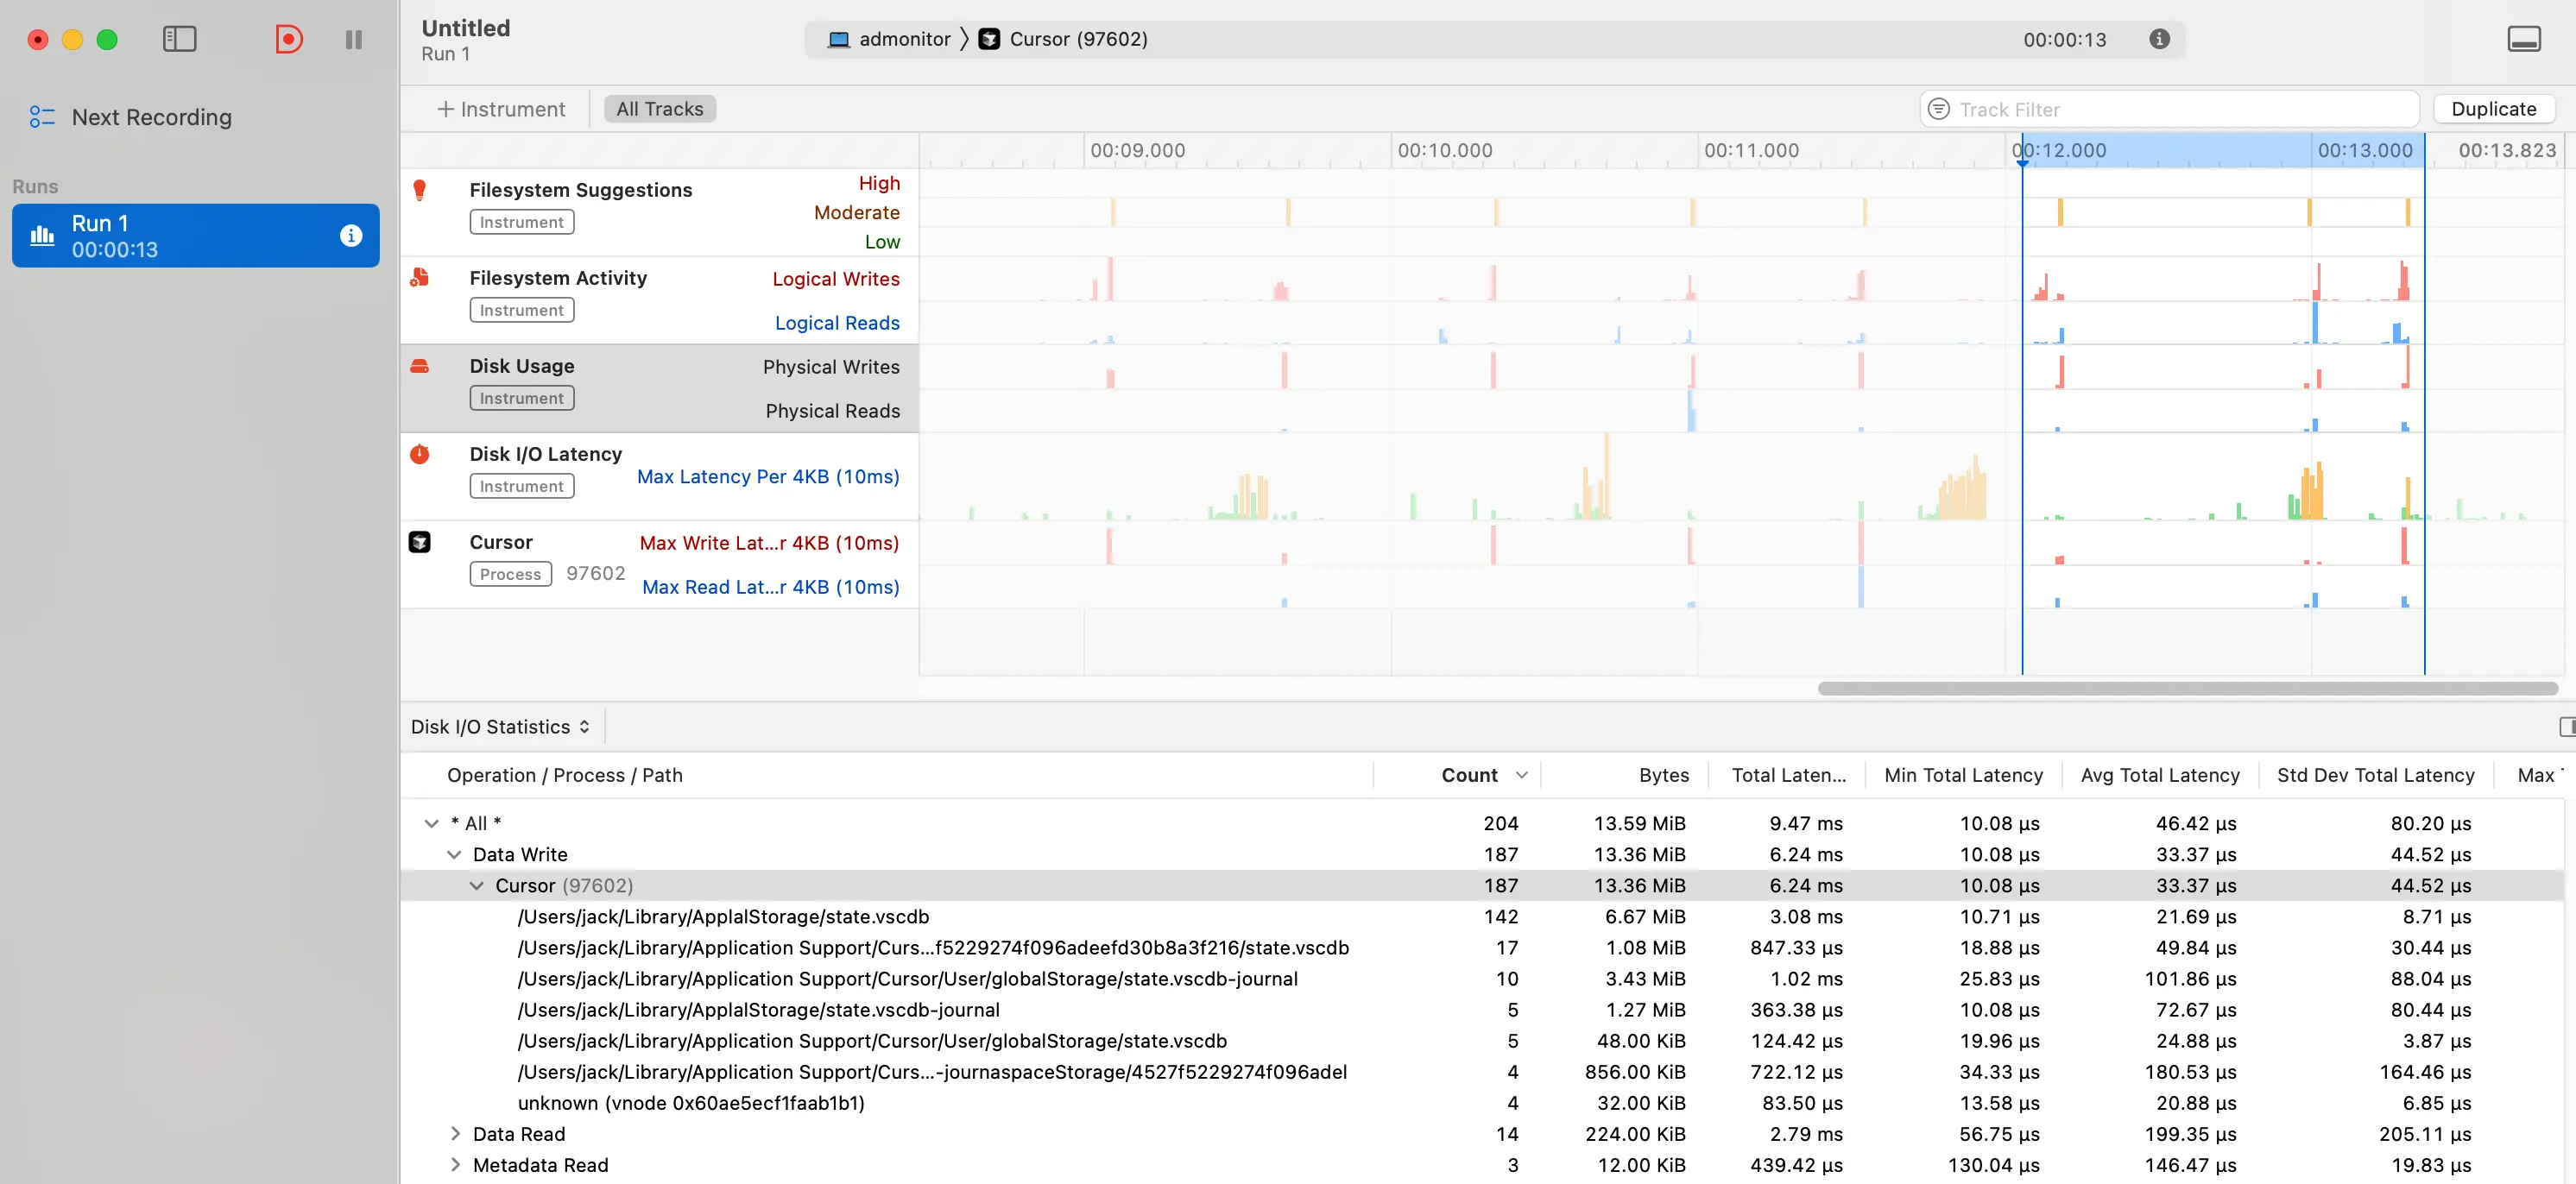 Untitled
Run 1
admonitor 〉 Cursor (97602)
00:00:13
Next Recording
Runs
Run 1
00:00:13
+ Instrument
All Tracks
Track Filter
Duplicate
00:09.000 00:10.000 00:11.000 00:12.000 00:13.000 00:13.823
Filesystem Suggestions
Instrument
High
Moderate
Low
Filesystem Activity
Instrument
Logical Writes
Logical Reads
Disk Usage
Instrument
Physical Writes
Physical Reads
Disk I/O Latency
Instrument
Max Latency Per 4KB (10ms)
Cursor
Process 97602
Max Write Lat...r 4KB (10ms)
Max Read Lat...r 4KB (10ms)
Disk I/O Statistics
Operation / Process / Path Count Bytes Total Laten... Min Total Latency Avg Total Latency Std Dev Total Latency Max
* All * 204 13.59 MiB 9.47 ms 10.08 µs 46.42 µs 80.20 µs
Data Write 187 13.36 MiB 6.24 ms 10.08 µs 33.37 µs 44.52 µs
Cursor (97602) 187 13.36 MiB 6.24 ms 10.08 µs 33.37 µs 44.52 µs
/Users/jack/Library/ApplalStorage/state.vscdb 142 6.67 MiB 3.08 ms 10.71 µs 21.69 µs 8.71 µs
/Users/jack/Library/Application Support/Curs...f5229274f096adeefd30b8a3f216/state.vscdb 17 1.08 MiB 847.33 µs 18.88 µs 49.84 µs 30.44 µs
/Users/jack/Library/Application Support/Cursor/User/globalStorage/state.vscdb-journal 10 3.43 MiB 1.02 ms 25.83 µs 101.86 µs 88.04 µs
/Users/jack/Library/ApplalStorage/state.vscdb-journal 5 1.27 MiB 363.38 µs 10.08 µs 72.67 µs 80.44 µs
/Users/jack/Library/Application Support/Cursor/User/globalStorage/state.vscdb 5 48.00 KiB 124.42 µs 19.96 µs 24.88 µs 3.87 µs
/Users/jack/Library/Application Support/Curs...-journaspaceStorage/4527f5229274f096adel 4 856.00 KiB 722.12 µs 34.33 µs 180.53 µs 164.46 µs
unknown (vnode 0x60ae5ecf1faab1b1) 4 32.00 KiB 83.50 µs 13.58 µs 20.88 µs 6.85 µs
Data Read 14 224.00 KiB 2.79 ms 56.75 µs 199.35 µs 205.11 µs
Metadata Read 3 12.00 KiB 439.42 µs 130.04 µs 146.47 µs 19.83 µs